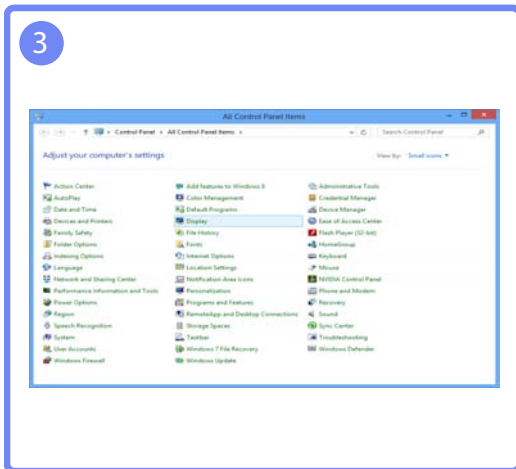 3
All Control Panel Items
Control Panel All Control Panel Items Search Control Panel
Adjust your computer's settings View by: Small icons
Action Center Add features to Windows 8 Administrative Tools
AutoPlay Color Management Credential Manager
Date and Time Default Programs Device Manager
Devices and Printers Display Ease of Access Center
Family Safety File History Flash Player (32-bit)
Folder Options Fonts HomeGroup
Indexing Options Internet Options Keyboard
Language Location Settings Mouse
Network and Sharing Center Notification Area Icons NVIDIA Control Panel
Performance Information and Tools Personalization Phone and Modem
Power Options Programs and Features Recovery
Region RemoteApp and Desktop Connections Sound
Speech Recognition Storage Spaces Sync Center
System Taskbar Troubleshooting
User Accounts Windows 7 File Recovery Windows Defender
Windows Firewall Windows Update